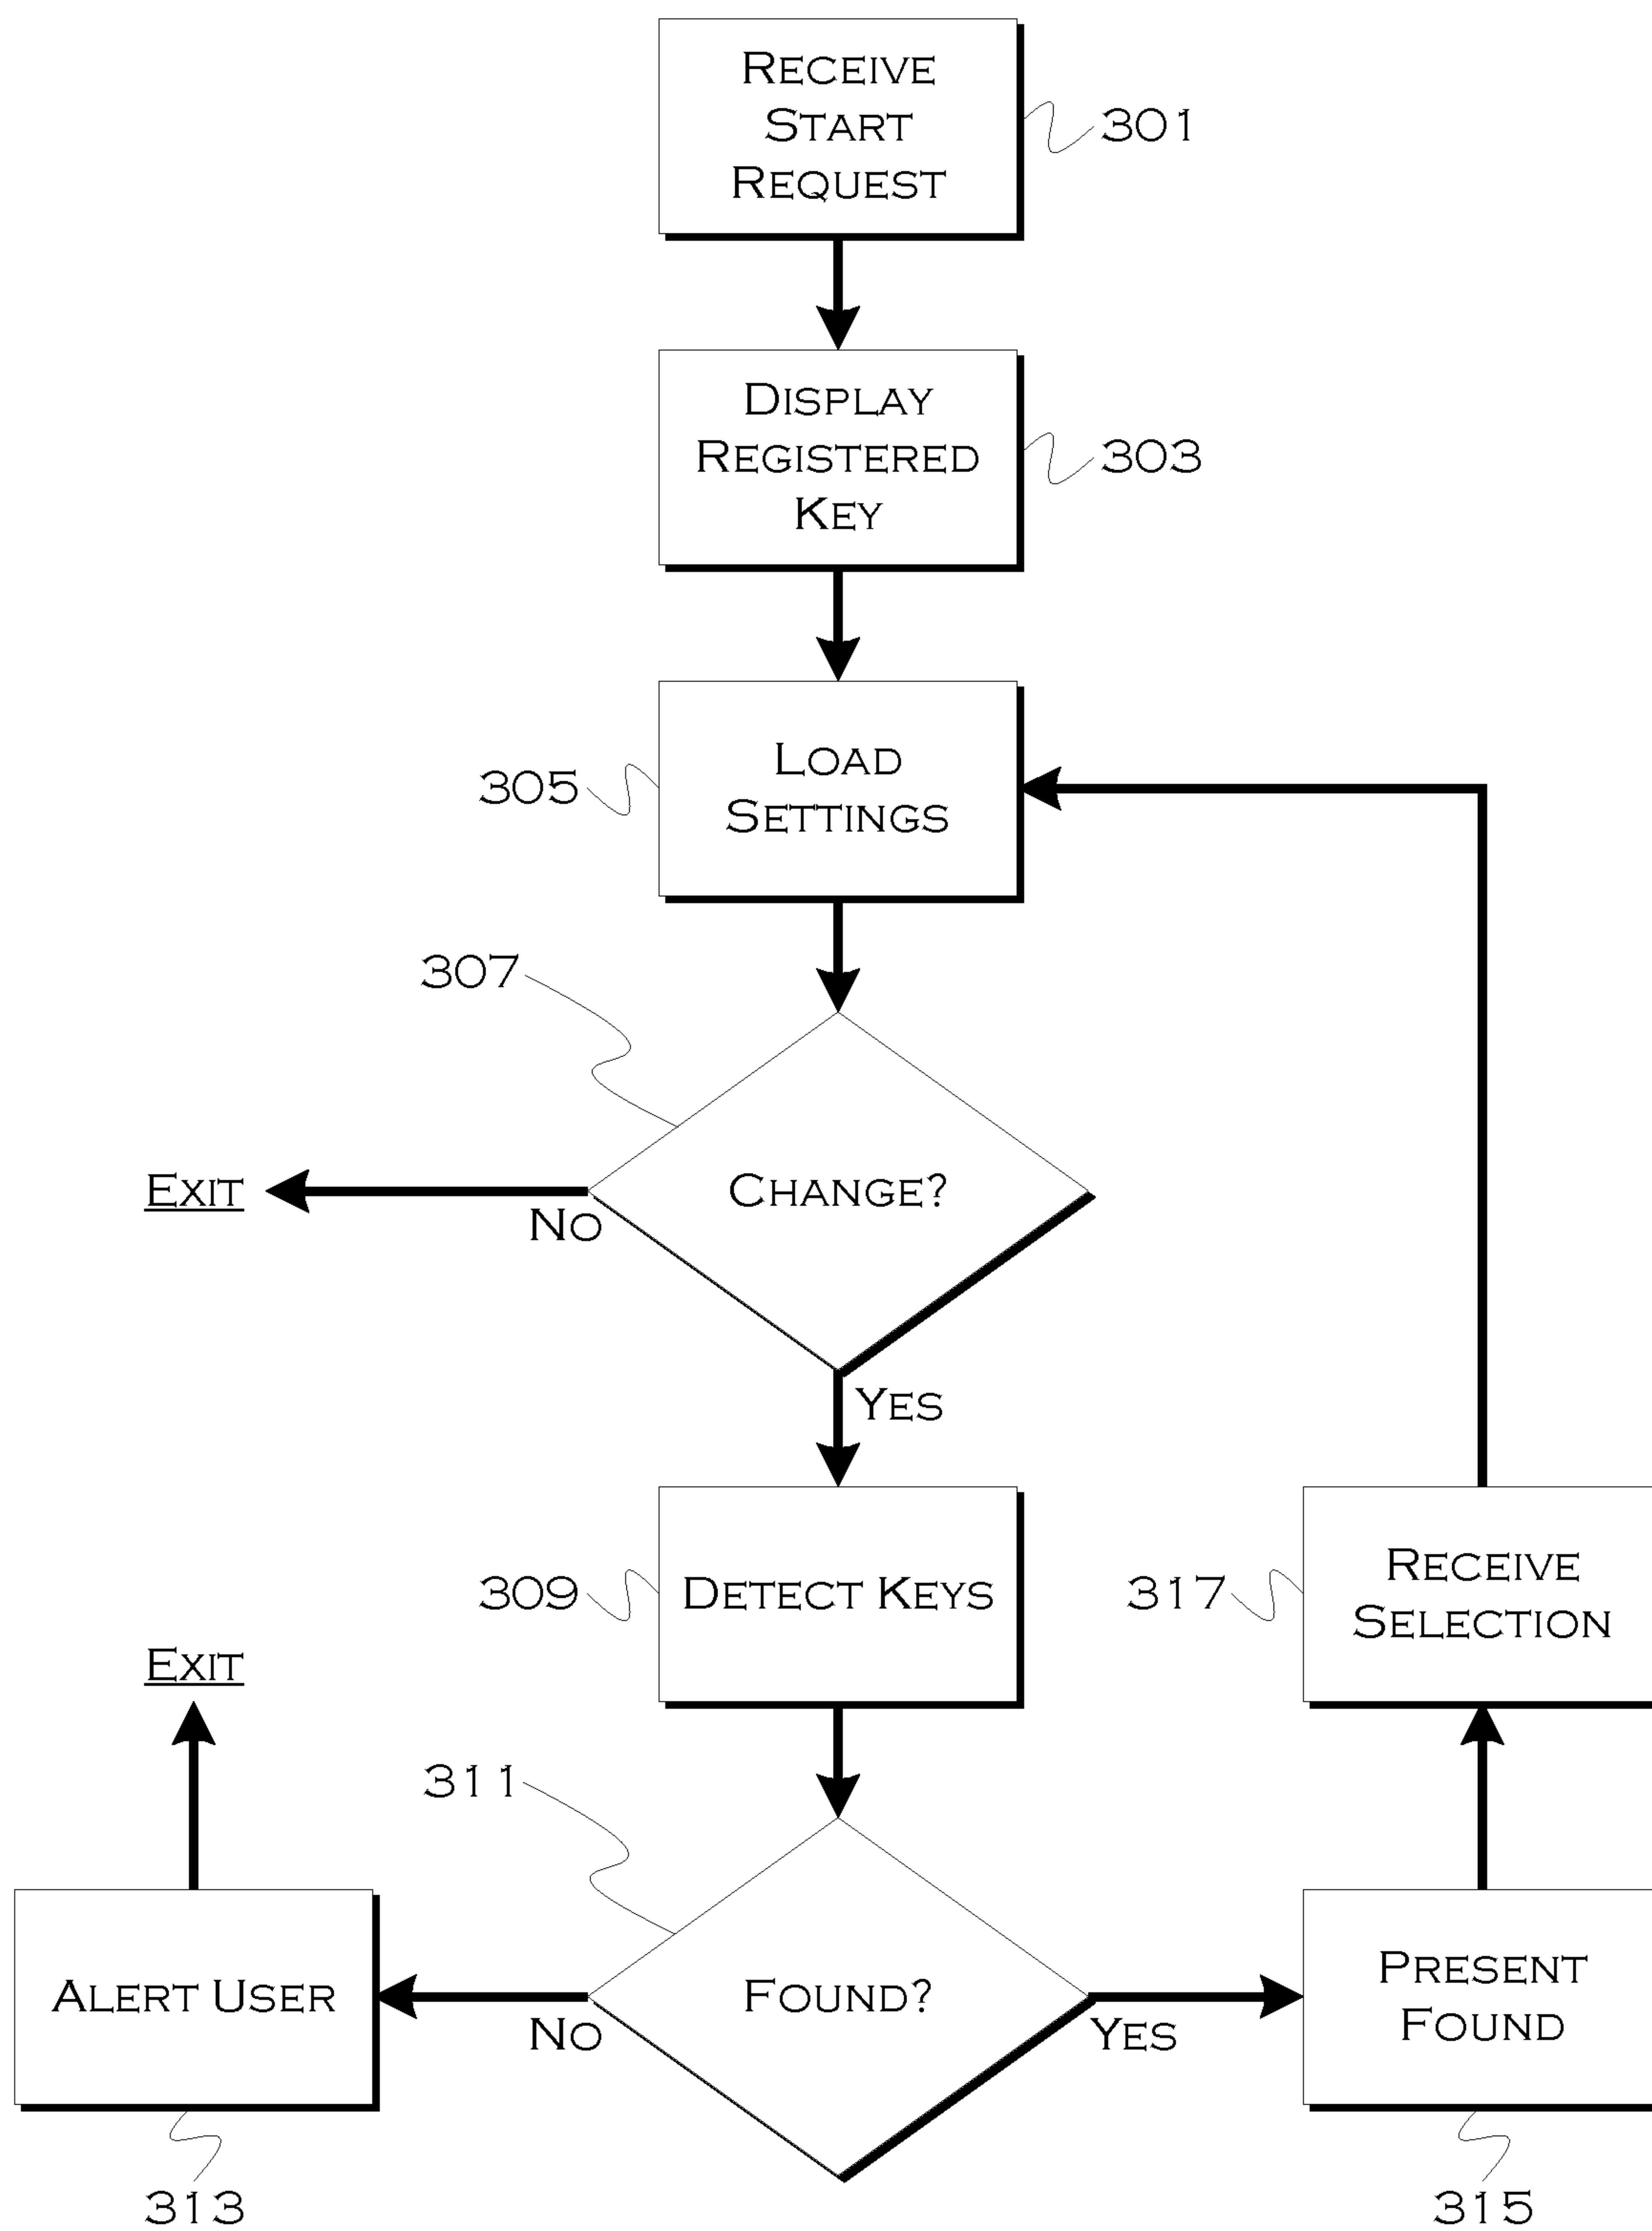 RECEIVE
START
REQUEST
301
DISPLAY
REGISTERED
KEY
303
LOAD
SETTINGS
305
307
CHANGE?
EXIT
NO
YES
DETECT KEYS
309
RECEIVE
SELECTION
317
EXIT
311
FOUND?
ALERT USER
NO
YES
PRESENT
FOUND
313
315